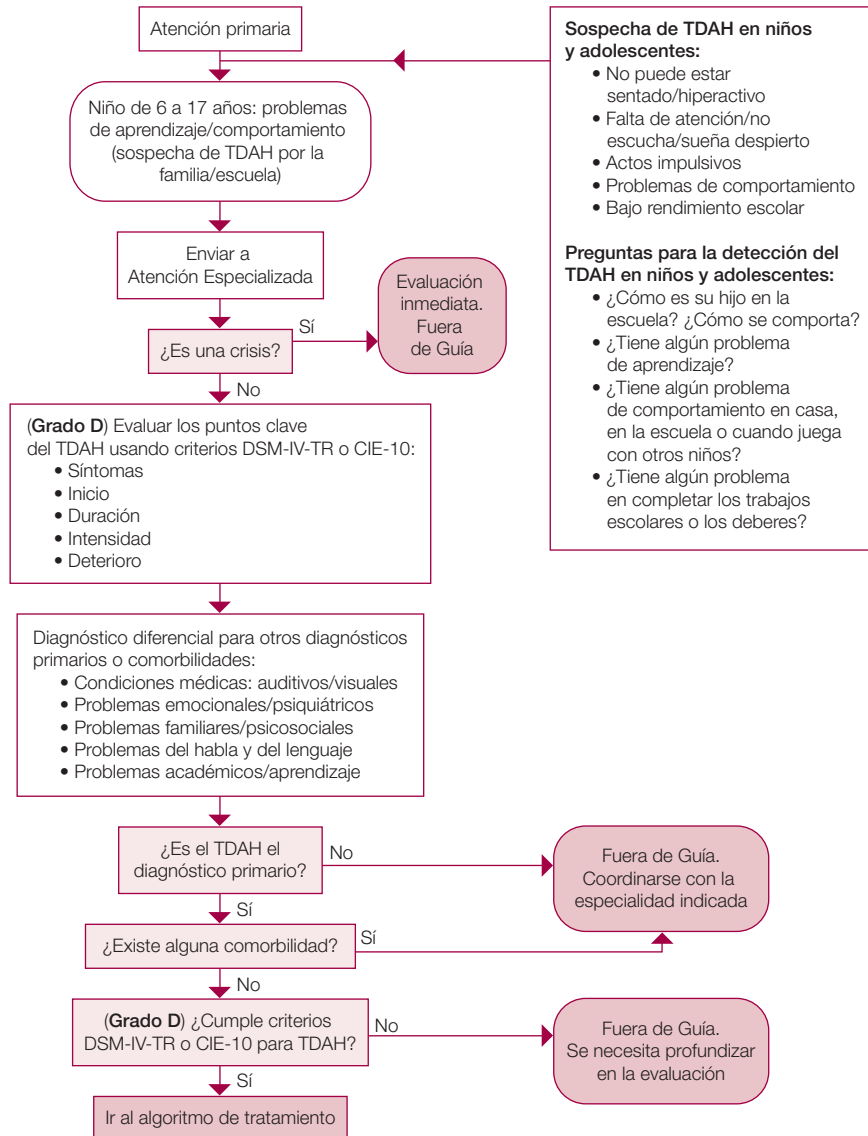 Atención primaria
Niño de 6 a 17 años: problemas
de aprendizaje/comportamiento
(sospecha de TDAH por la
familia/escuela)
Enviar a
Atención Especializada
¿Es una crisis?
Sí
Evaluación
inmediata.
Fuera
de Guía
No
(Grado D) Evaluar los puntos clave
del TDAH usando criterios DSM-IV-TR o CIE-10:
• Síntomas
• Inicio
• Duración
• Intensidad
• Deterioro
Diagnóstico diferencial para otros diagnósticos
primarios o comorbilidades:
• Condiciones médicas: auditivos/visuales
• Problemas emocionales/psiquiátricos
• Problemas familiares/psicosociales
• Problemas del habla y del lenguaje
• Problemas académicos/aprendizaje
¿Es el TDAH el
diagnóstico primario?
No
Fuera de Guía.
Coordinarse con la
especialidad indicada
Sí
¿Existe alguna comorbilidad?
Sí
No
(Grado D) ¿Cumple criterios
DSM-IV-TR o CIE-10 para TDAH?
No
Fuera de Guía.
Se necesita profundizar
en la evaluación
Sí
Ir al algoritmo de tratamiento
Sospecha de TDAH en niños
y adolescentes:
• No puede estar
sentado/hiperactivo
• Falta de atención/no
escucha/sueña despierto
• Actos impulsivos
• Problemas de comportamiento
• Bajo rendimiento escolar
Preguntas para la detección del
TDAH en niños y adolescentes:
• ¿Cómo es su hijo en la
escuela? ¿Cómo se comporta?
• ¿Tiene algún problema
de aprendizaje?
• ¿Tiene algún problema
de comportamiento en casa,
en la escuela o cuando juega
con otros niños?
• ¿Tiene algún problema
en completar los trabajos
escolares o los deberes?